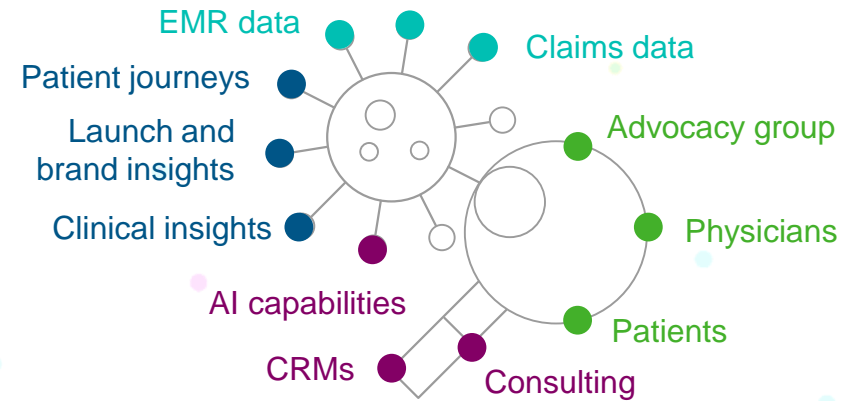 EMR data
Claims data
Patient journeys
Launch and
brand insights
Clinical insights
AI capabilities
Advocacy group
Physicians
Patients
CRMs
Consulting